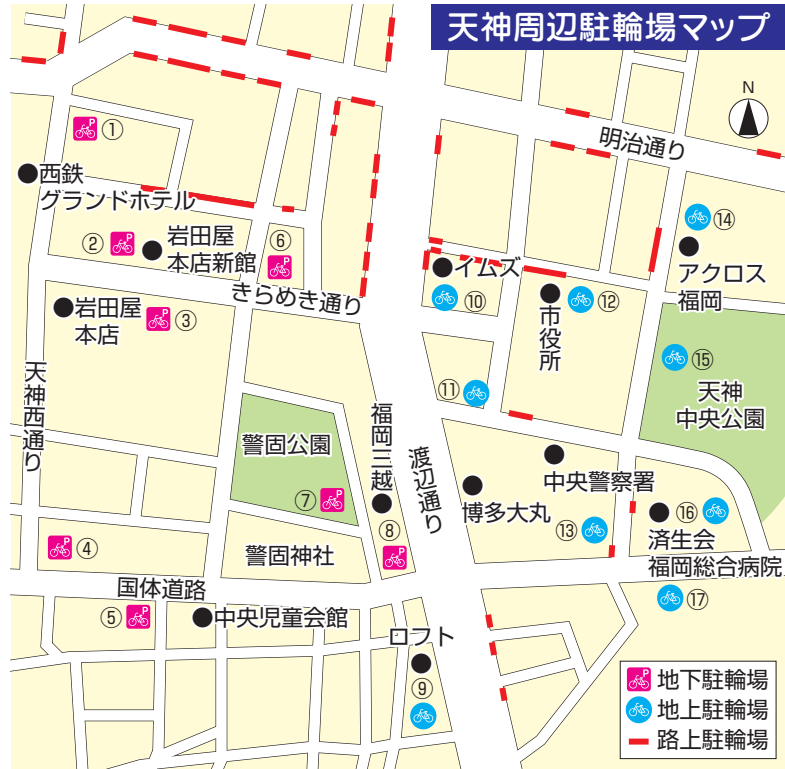 天神周辺駐輪場マップ
N
明治通り
①
西鉄
グランドホテル
②
岩田屋
本店新館
⑥
きらめき通り
岩田屋
本店
③
イムズ
⑩
市役所
⑫
⑭
アクロス
福岡
⑮
天神
中央公園
⑪
天神西通り
警固公園
⑦
福岡三越
⑧
渡辺通り
博多大丸
中央警察署
⑬
⑯
済生会
福岡総合病院
⑰
④
警固神社
国体道路
⑤
中央児童会館
ロフト
⑨
P
地下駐輪場
地上駐輪場
路上駐輪場